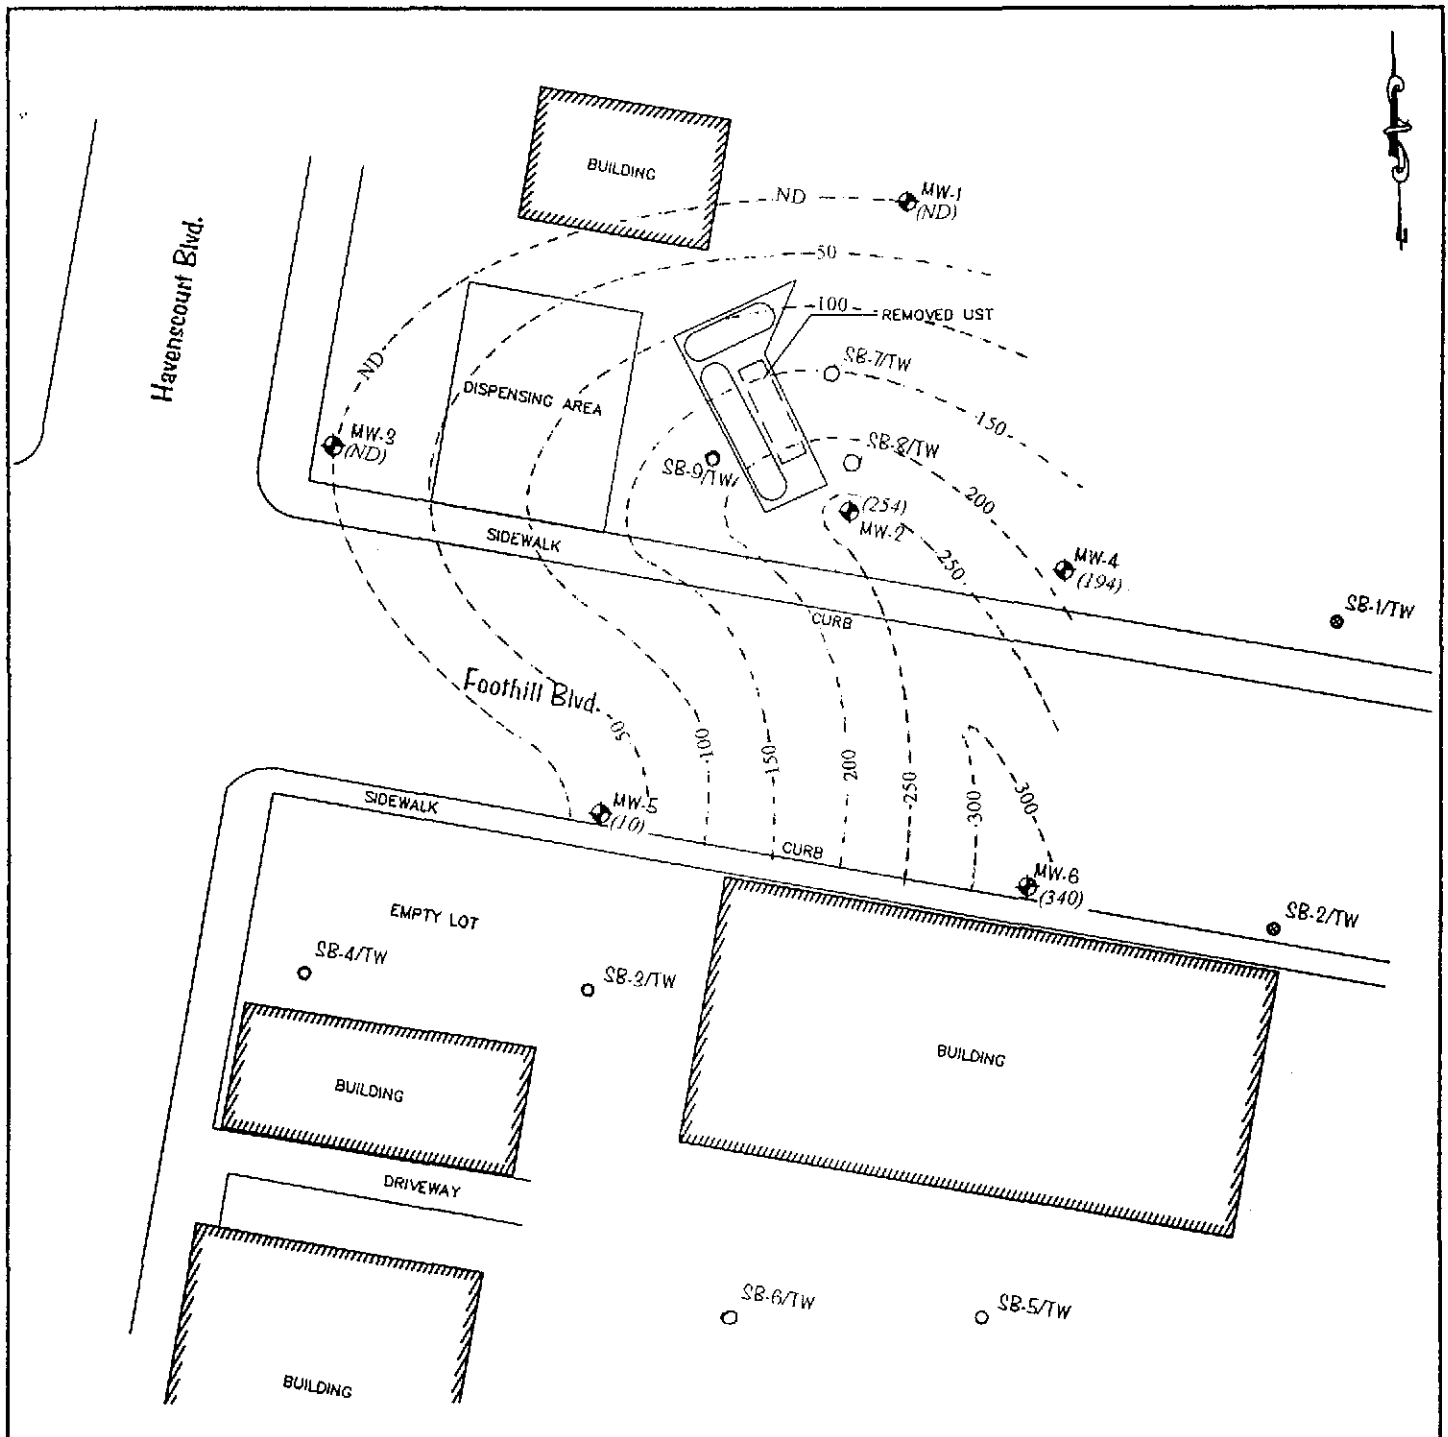 BUILDING
ND
MW-1
(ND)
Havenscourt Blvd.
50
100
REMOVED UST
ND
SB-7/TW
DISPENSING AREA
150
MW-3
(ND)
SB-8/TW
SB-9/TW
200
(254)
MW-2
SIDEWALK
250
MW-4
(194)
SB-1/TW
CURB
Foothill Blvd.
50
100
150
200
250
300
300
SIDEWALK
MW-5
(10)
CURB
MW-6
(340)
EMPTY LOT
SB-2/TW
SB-4/TW
SB-3/TW
BUILDING
BUILDING
DRIVEWAY
SB-6/TW
SB-5/TW
BUILDING